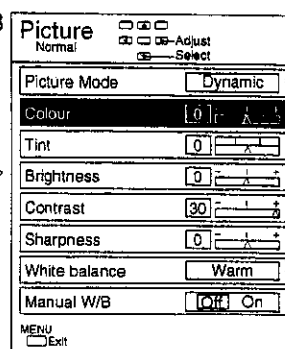 Picture
Normal
Adjust
Select
Picture Mode Dynamic
Colour 0
Tint 0
Brightness 0 - +
Contrast 30 -
Sharpness 0 - +
White balance Warm
Manual W/B Off On
MENU
Exit